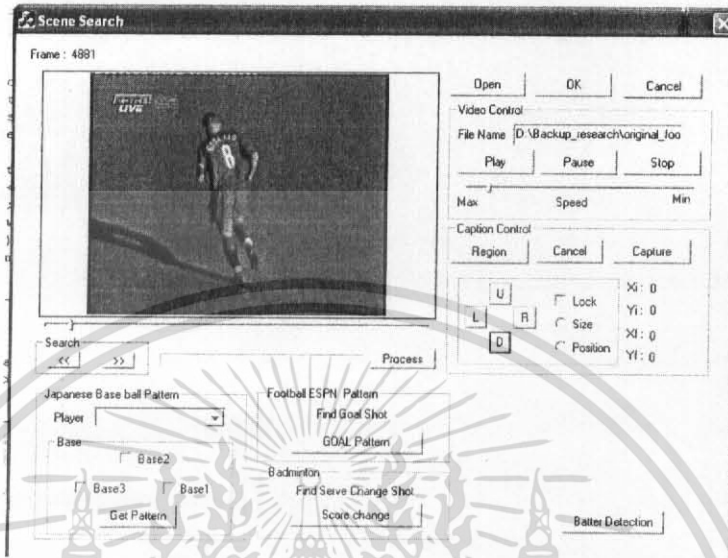 Scene Search
Frame : 4881
LIVE
8
Open OK Cancel
Video Control
File Name D:\Backup_research\original_foo
Play Pause Stop
Max Speed Min
Caption Control
Region Cancel Capture
U
L R
D
Lock
Size
Position
Xi : 0
Yi : 0
Xl : 0
Yl : 0
Search
<< >> Process
Japanese Base ball Pattern
Player
Base
Base2
Base3 Base1
Get Pattern
Football ESPN Pattern
Find Goal Shot
GOAL Pattern
Badminton
Find Serve Change Shot
Score change
Batter Detection